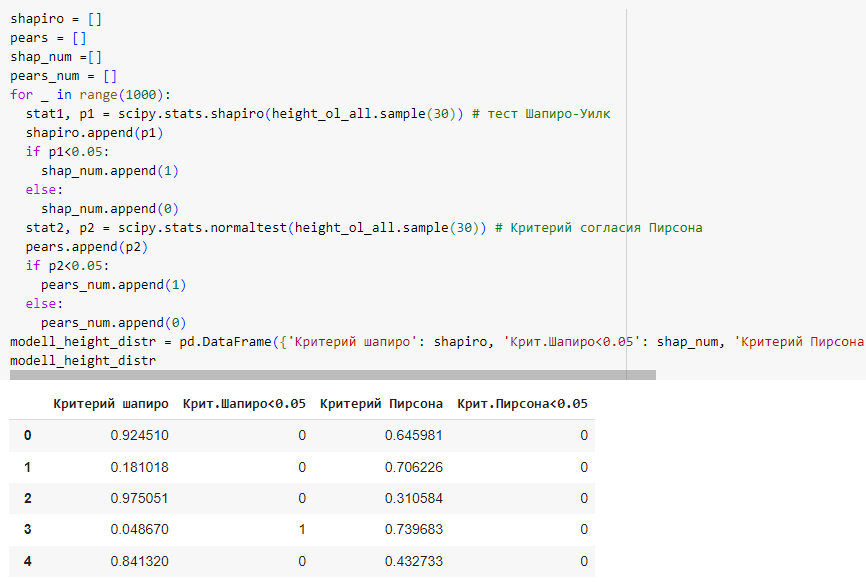 shapiro = []
pears = []
shap_num =[]
pears_num = []
for _ in range(1000):
  stat1, p1 = scipy.stats.shapiro(height_ol_all.sample(30)) # тест Шапиро-Уилк
  shapiro.append(p1)
  if p1<0.05:
    shap_num.append(1)
  else:
    shap_num.append(0)
  stat2, p2 = scipy.stats.normaltest(height_ol_all.sample(30)) # Критерий согласия Пирсона
  pears.append(p2)
  if p2<0.05:
    pears_num.append(1)
  else:
    pears_num.append(0)
modell_height_distr = pd.DataFrame({'Критерий шапиро': shapiro, 'Крит.Шапиро<0.05': shap_num, 'Критерий Пирсона
modell_height_distr
Критерий шапиро Крит.Шапиро<0.05 Критерий Пирсона Крит.Пирсона<0.05
0 0.924510 0 0.645981 0
1 0.181018 0 0.706226 0
2 0.975051 0 0.310584 0
3 0.048670 1 0.739683 0
4 0.841320 0 0.432733 0